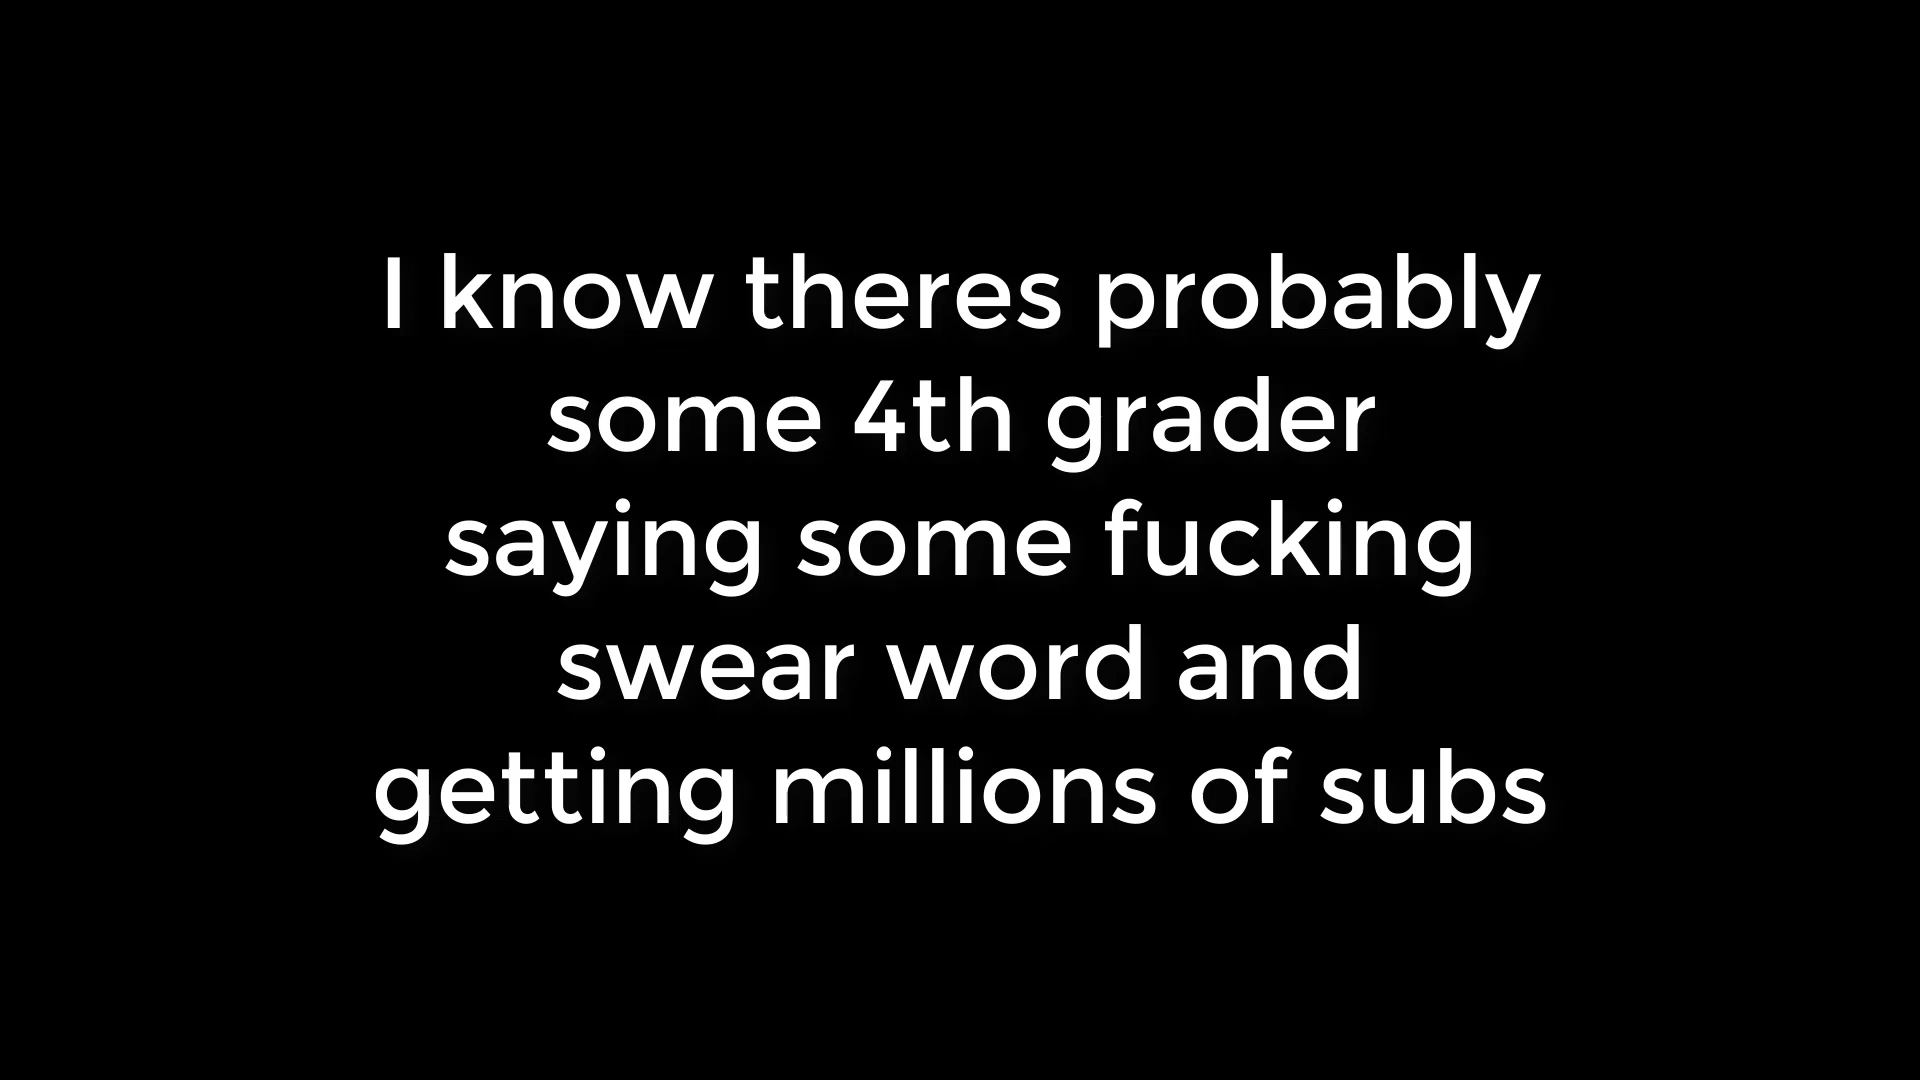 I know theres probably
some 4th grader
saying some fucking
swear word and
getting millions of subs